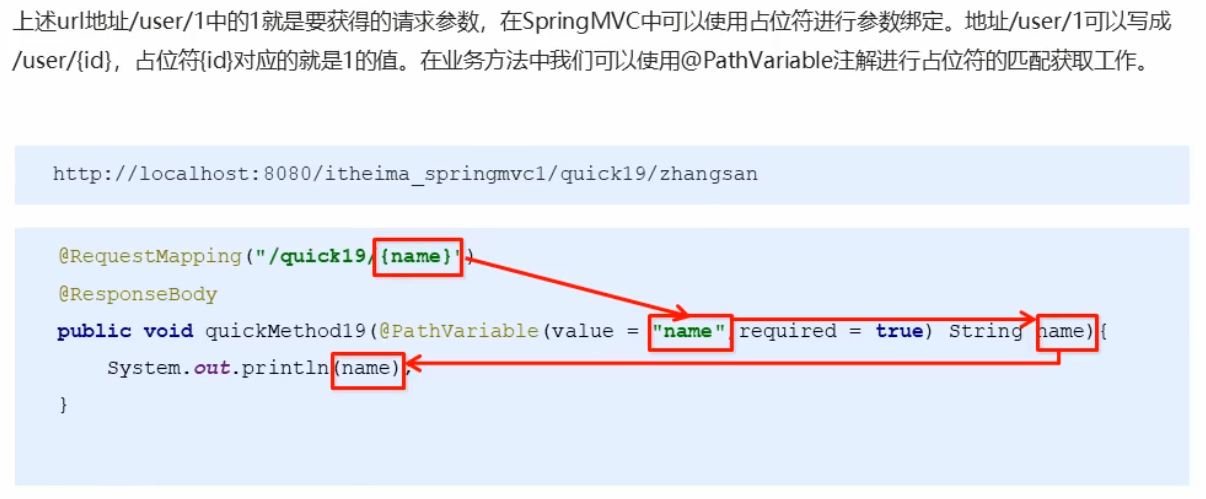 上述url地址/user/1中的1就是要获得的请求参数，在SpringMVC中可以使用占位符进行参数绑定。地址/user/1可以写成
/user/{id}，占位符{id}对应的就是1的值。在业务方法中我们可以使用@PathVariable注解进行占位符的匹配获取工作。
http://localhost:8080/itheima_springmvc1/quick19/zhangsan
@RequestMapping("/quick19/{name}")
@ResponseBody
public void quickMethod19(@PathVariable(value = "name",required = true) String name){
System.out.println(name);
}